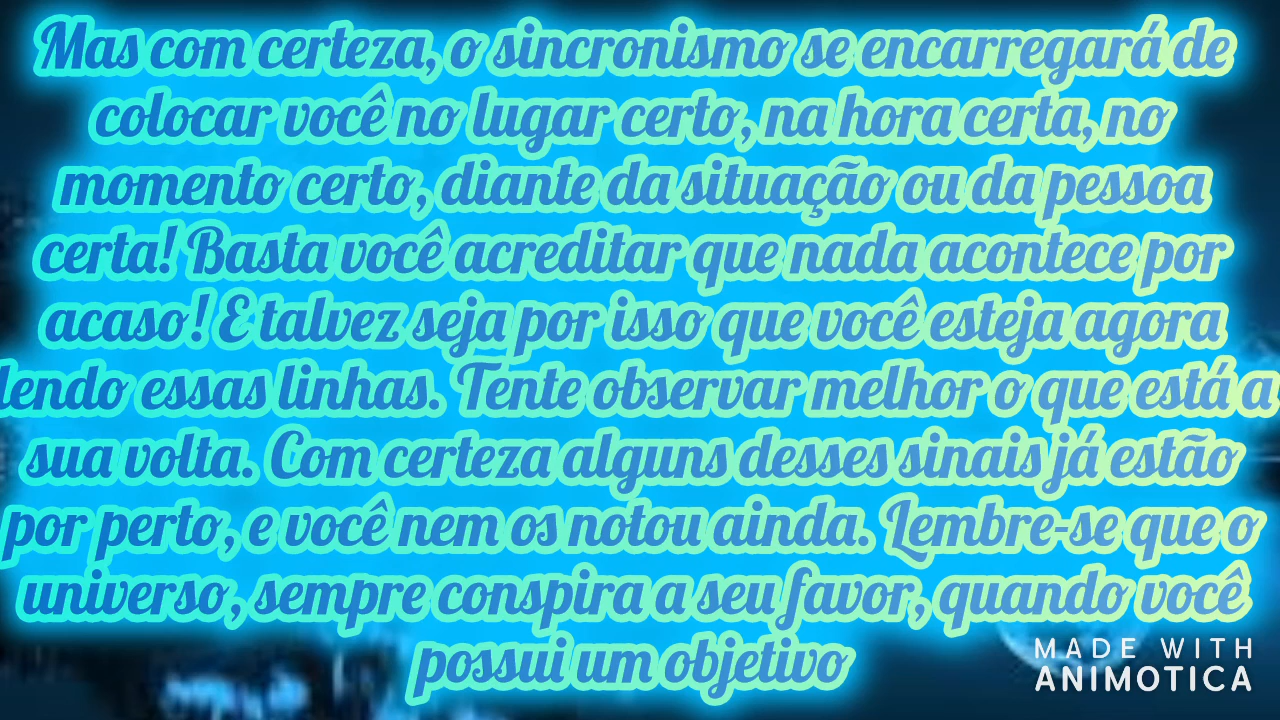 Mas com certeza, o sincronismo se encarregará de
colocar você no lugar certo, na hora certa, no
momento certo, diante da situação ou da pessoa
certa! Basta você acreditar que nada acontece por
acaso! E talvez seja por isso que você esteja agora
lendo essas linhas. Tente observar melhor o que está a
sua volta. Com certeza alguns desses sinais já estão
por perto, e você nem os notou ainda. Lembre-se que o
universo, sempre conspira a seu favor, quando você
possui um objetivo
MADE WITH
ANIMOTICA